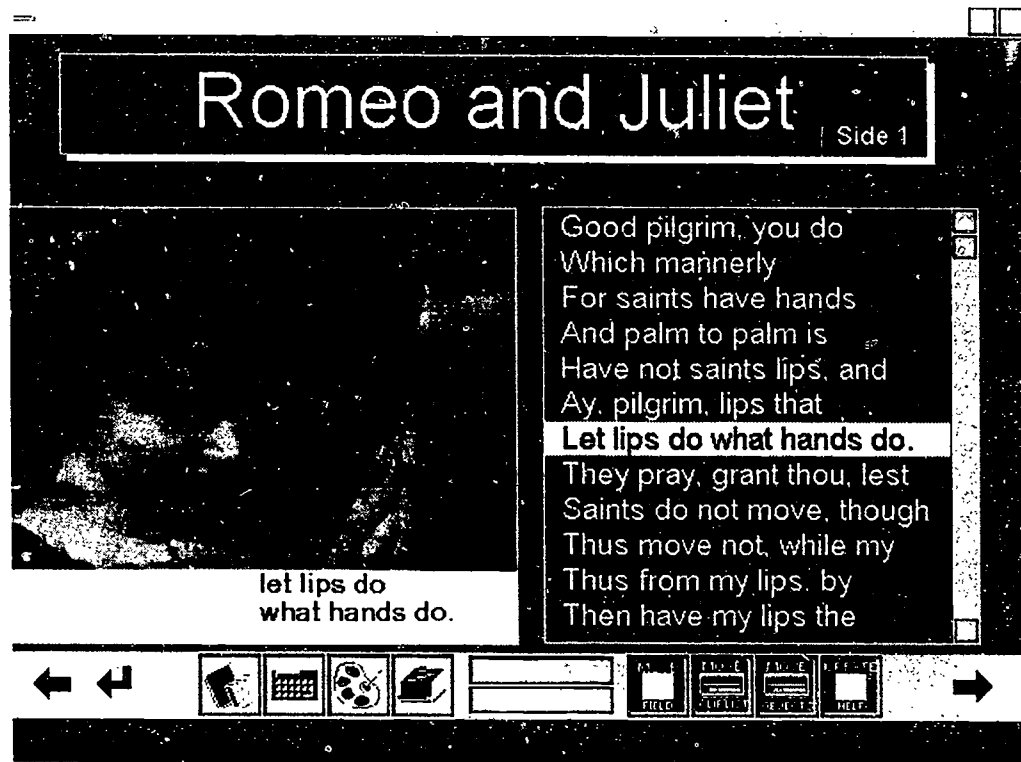 Romeo and Juliet
Side 1
Good pilgrim, you do
Which mannerly
For saints have hands
And palm to palm is
Have not saints lips, and
Ay, pilgrim, lips that
Let lips do what hands do.
They pray, grant thou, lest
Saints do not move, though
Thus move not, while my
Thus from my lips, by
Then have my lips the
let lips do
what hands do.
FIELD
HELP